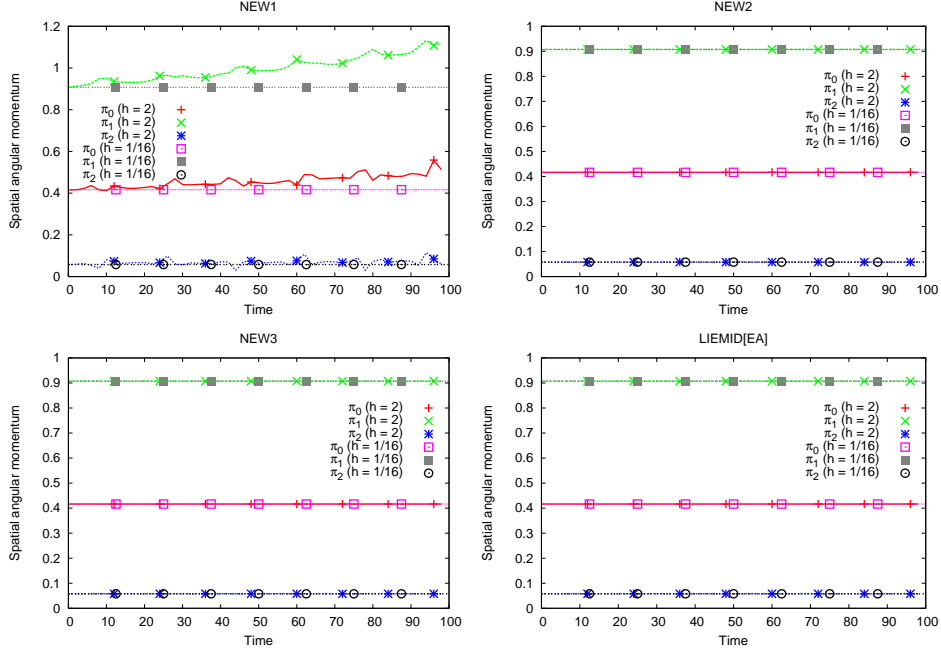 NEW1
Spatial angular momentum
1.2
1
0.8
0.6
0.4
0.2
0
0 10 20 30 40 50 60 70 80 90 100
Time
π0 (h = 2)
π1 (h = 2)
π2 (h = 2)
π0 (h = 1/16)
π1 (h = 1/16)
π2 (h = 1/16)
NEW2
Spatial angular momentum
1
0.9
0.8
0.7
0.6
0.5
0.4
0.3
0.2
0.1
0
0 10 20 30 40 50 60 70 80 90 100
Time
π0 (h = 2)
π1 (h = 2)
π2 (h = 2)
π0 (h = 1/16)
π1 (h = 1/16)
π2 (h = 1/16)
NEW3
Spatial angular momentum
1
0.9
0.8
0.7
0.6
0.5
0.4
0.3
0.2
0.1
0
0 10 20 30 40 50 60 70 80 90 100
Time
π0 (h = 2)
π1 (h = 2)
π2 (h = 2)
π0 (h = 1/16)
π1 (h = 1/16)
π2 (h = 1/16)
LIEMID[EA]
Spatial angular momentum
1
0.9
0.8
0.7
0.6
0.5
0.4
0.3
0.2
0.1
0
0 10 20 30 40 50 60 70 80 90 100
Time
π0 (h = 2)
π1 (h = 2)
π2 (h = 2)
π0 (h = 1/16)
π1 (h = 1/16)
π2 (h = 1/16)